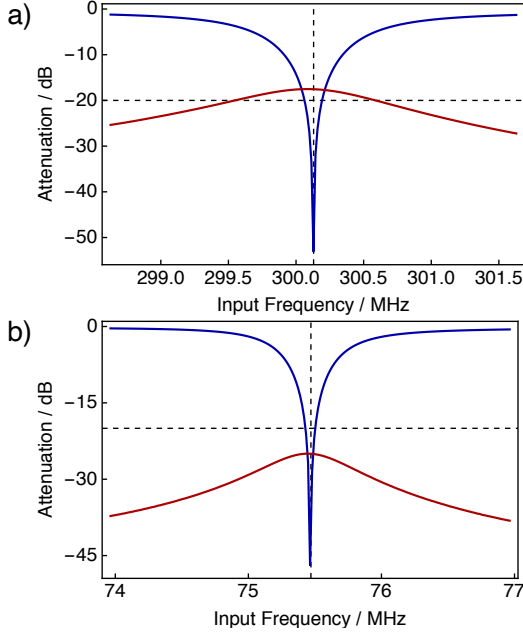 a)
0
−10
−20
−30
−40
−50
Attenuation / dB
299.0 299.5 300.0 300.5 301.0 301.5
Input Frequency / MHz
b)
0
−15
−30
−45
Attenuation / dB
74 75 76 77
Input Frequency / MHz